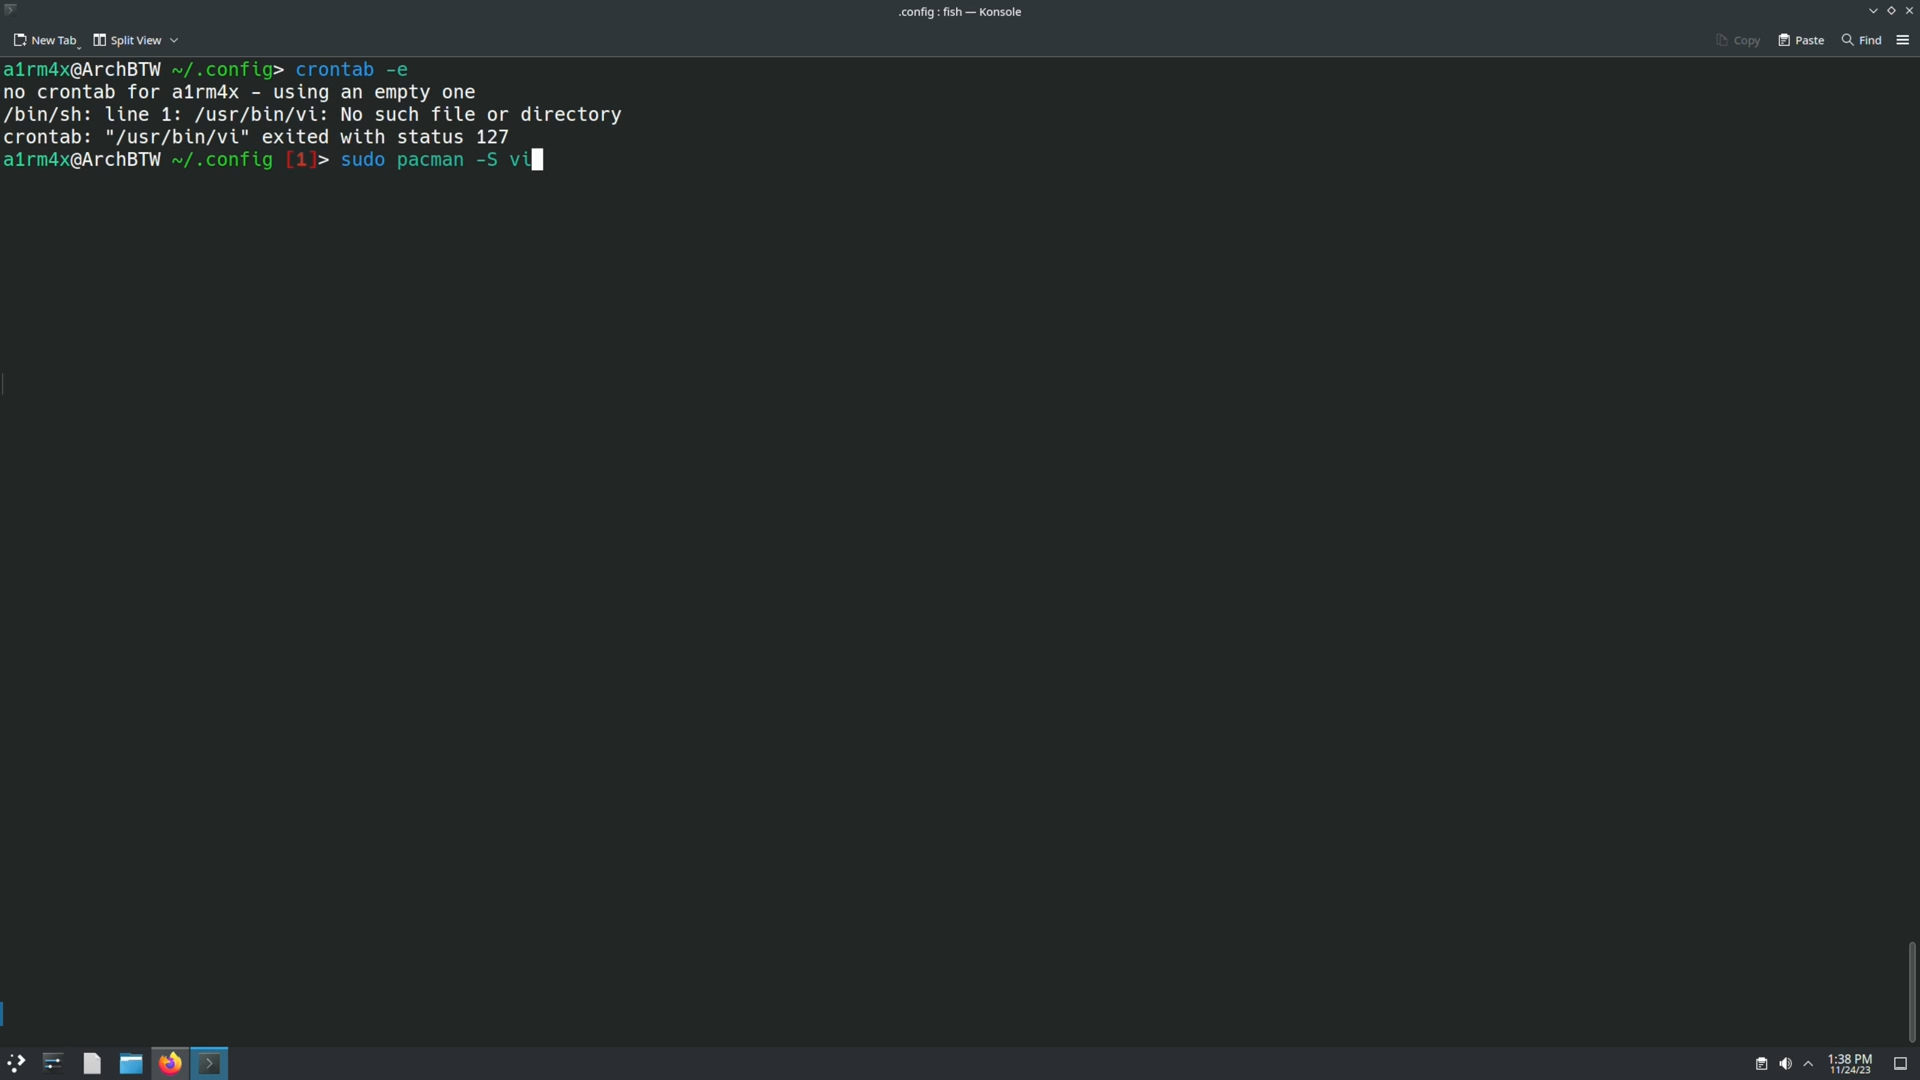 .config : fish — Konsole
New Tab Split View Copy Paste Find
a1rm4x@ArchBTW ~/.config> crontab -e
no crontab for a1rm4x - using an empty one
/bin/sh: line 1: /usr/bin/vi: No such file or directory
crontab: "/usr/bin/vi" exited with status 127
a1rm4x@ArchBTW ~/.config [1]> sudo pacman -S vi
1:38 PM
11/24/23